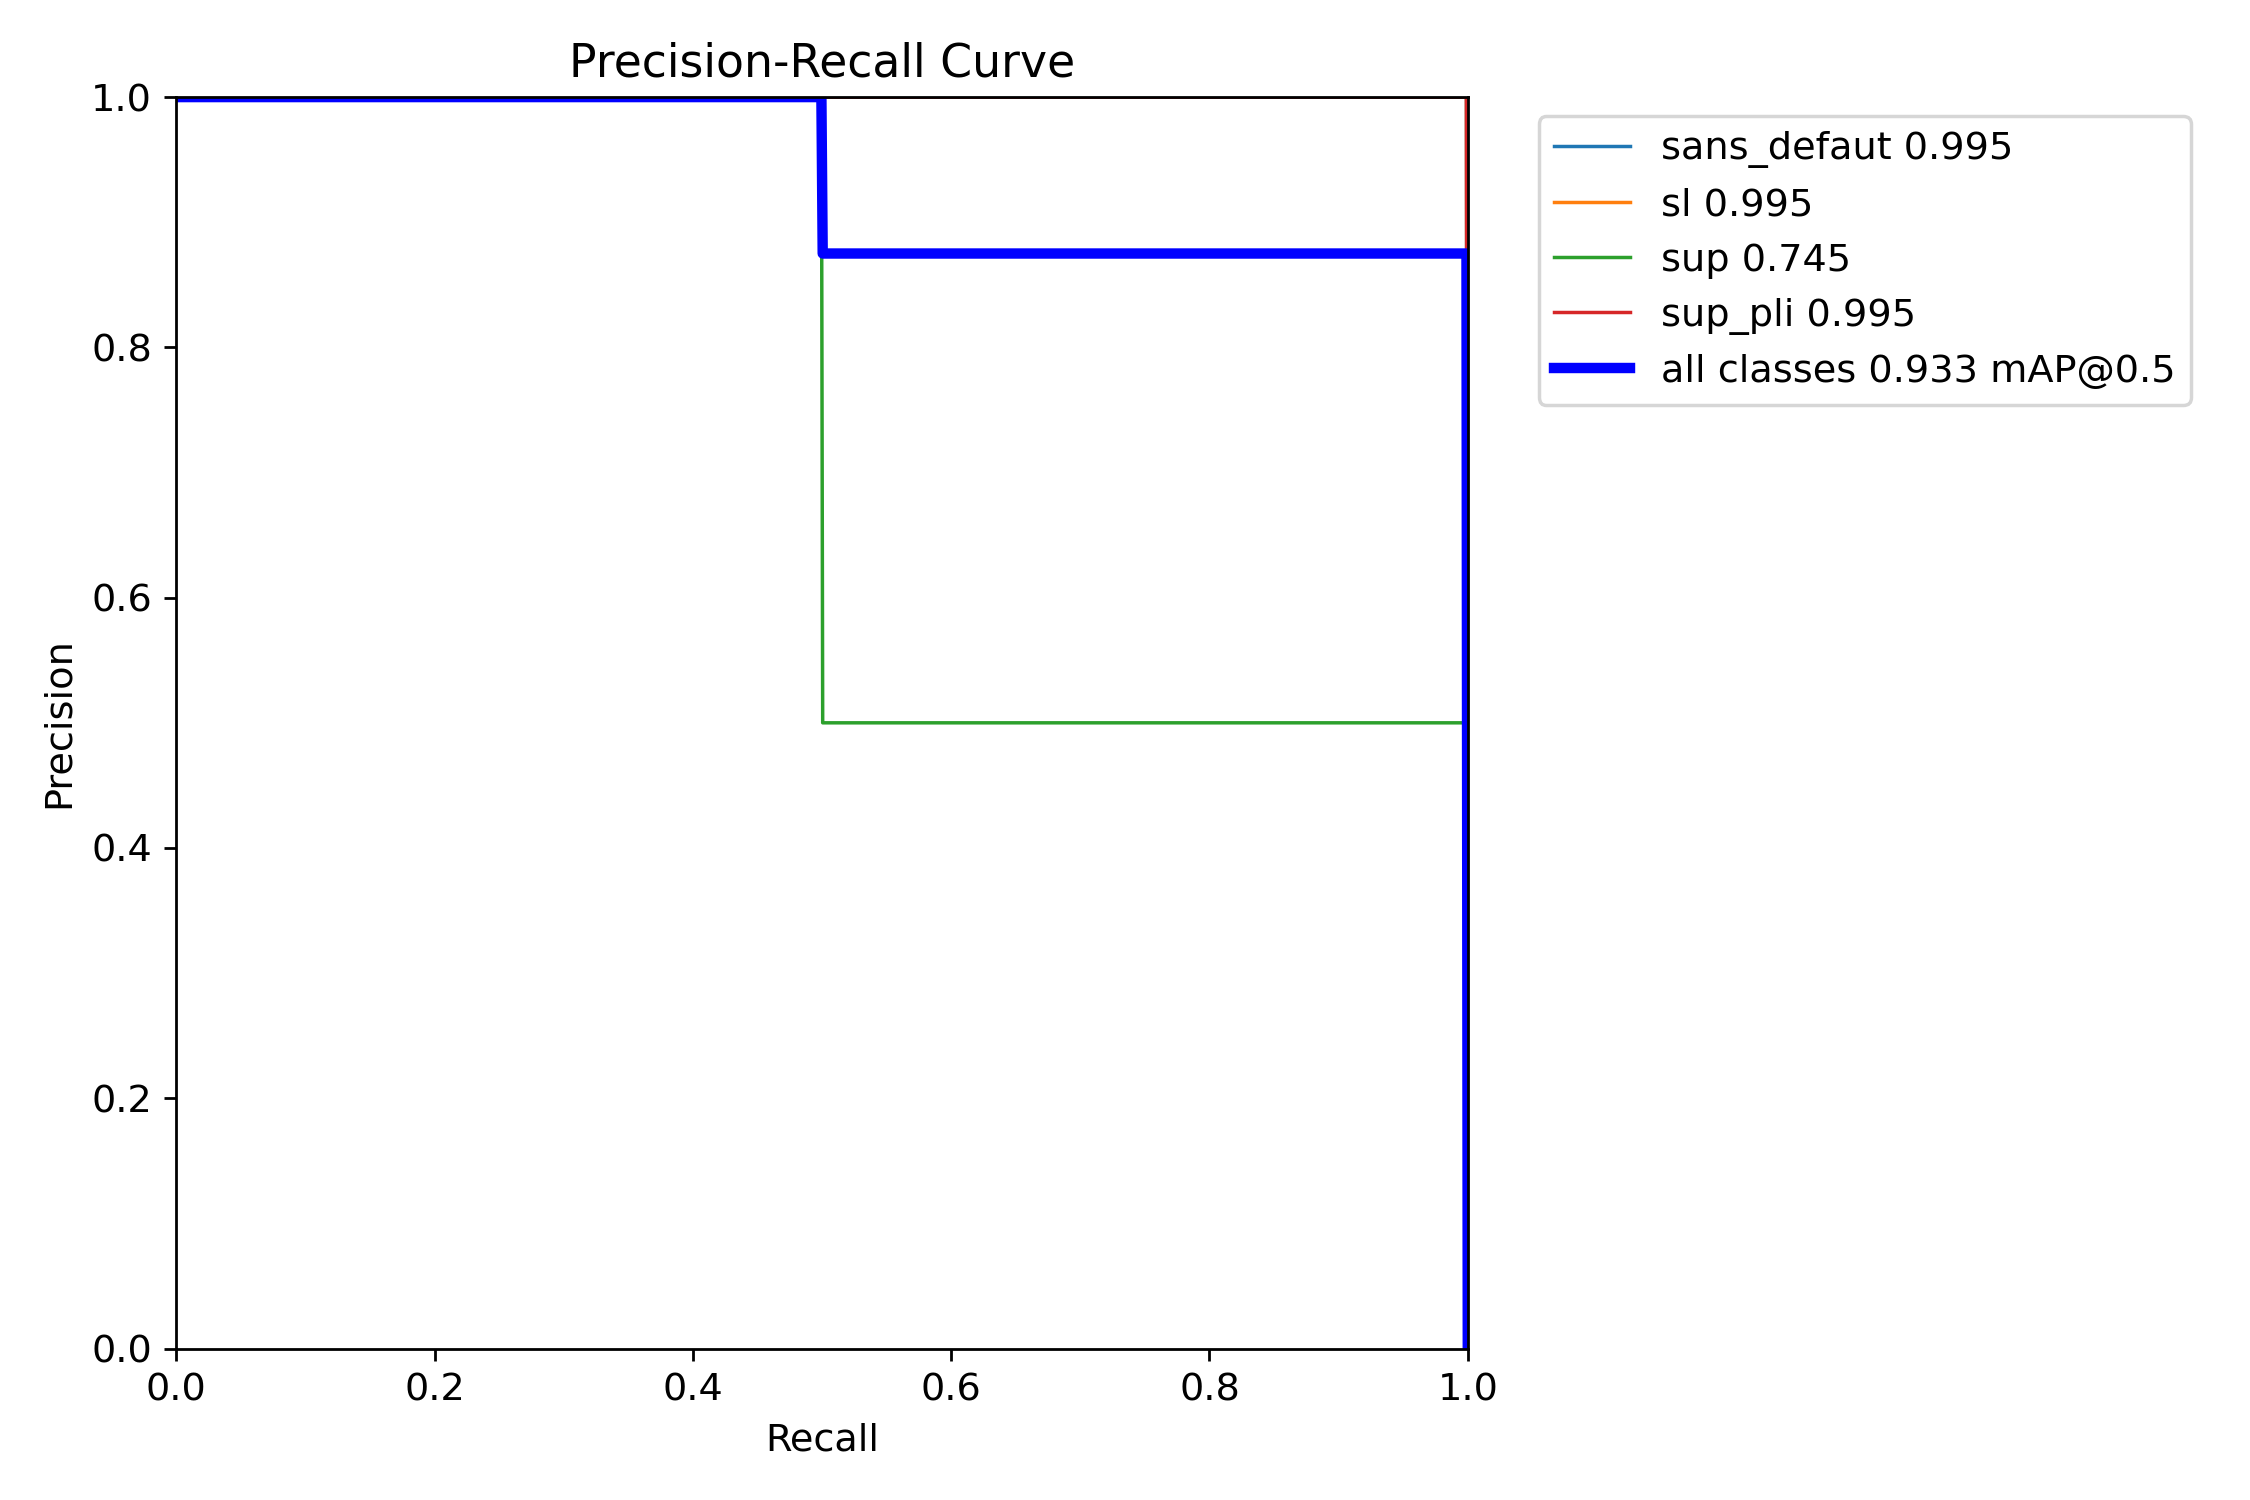 Precision-Recall Curve
1.0
0.8
0.6
0.4
0.2
0.0
Precision
0.0 0.2 0.4 0.6 0.8 1.0
Recall
sans_defaut 0.995
sl 0.995
sup 0.745
sup_pli 0.995
all classes 0.933 mAP@0.5